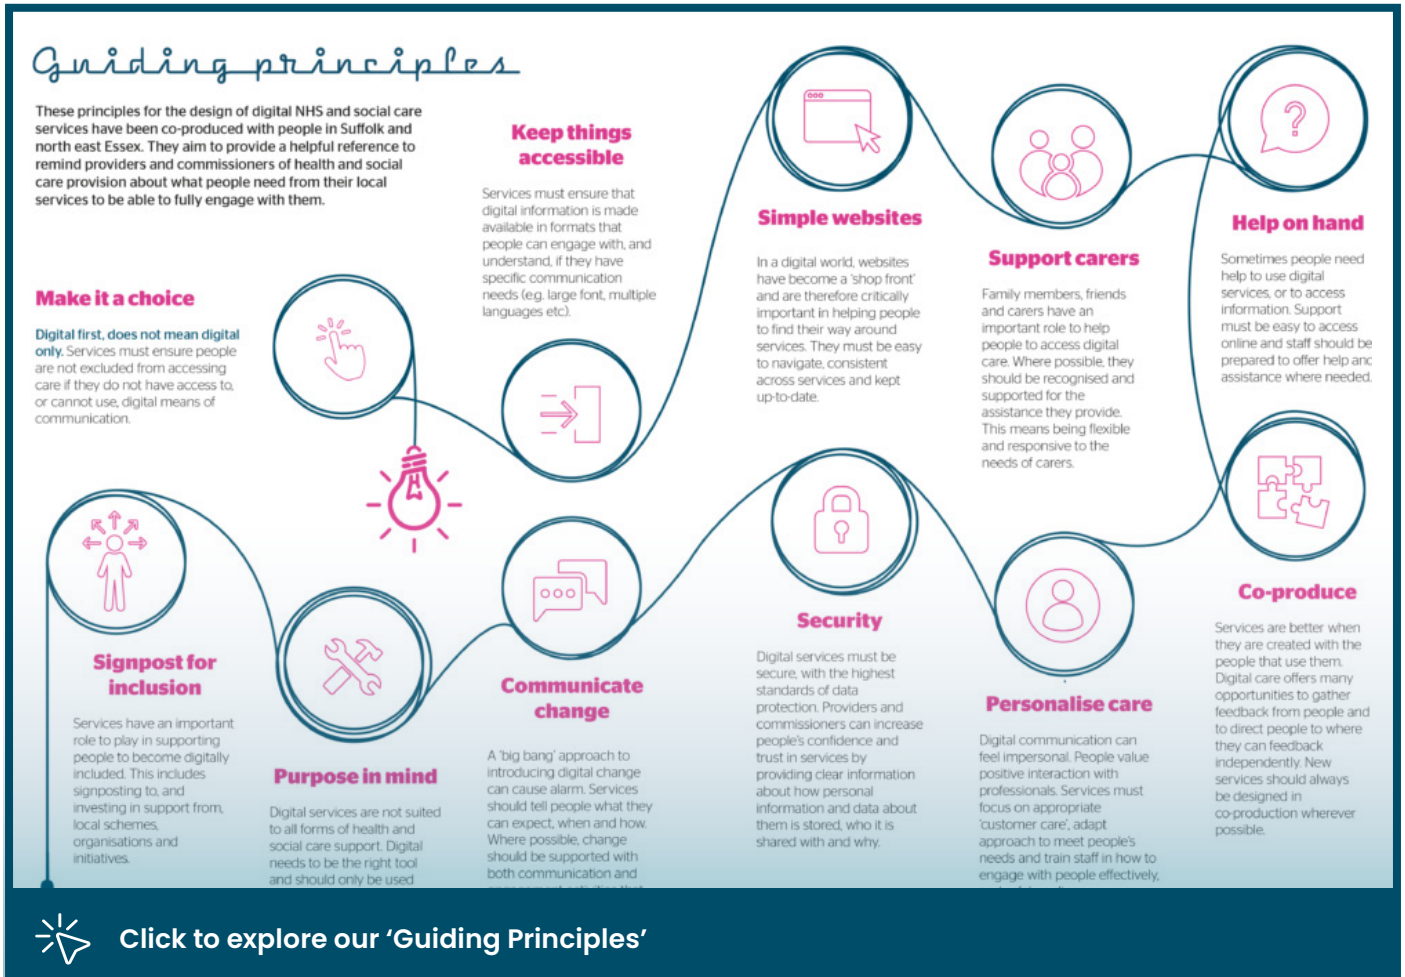 Guiding principles
These principles for the design of digital NHS and social care
services have been co-produced with people in Suffolk and
north east Essex. They aim to provide a helpful reference to
remind providers and commissioners of health and social
care provision about what people need from their local
services to be able to fully engage with them.
Make it a choice
Digital first, does not mean digital
only. Services must ensure people
are not excluded from accessing
care if they do not have access to,
or cannot use, digital means of
communication.
Keep things
accessible
Services must ensure that
digital information is made
available in formats that
people can engage with, and
understand, if they have
specific communication
needs (e.g. large font, multiple
languages etc).
Simple websites
In a digital world, websites
have become a 'shop front'
and are therefore critically
important in helping people
to find their way around
services. They must be easy
to navigate, consistent
across services and kept
up-to-date.
Support carers
Family members, friends
and carers have an
important role to help
people to access digital
care. Where possible, they
should be recognised and
supported for the
assistance they provide.
This means being flexible
and responsive to the
needs of carers.
?
Help on hand
Sometimes people need
help to use digital
services, or to access
information. Support
must be easy to access
online and staff should be
prepared to offer help anc
assistance where needed.
Signpost for
inclusion
Services have an important
role to play in supporting
people to become digitally
included. This includes
signposting to, and
investing in support from,
local schemes,
organisations and
initiatives.
Purpose in mind
Digital services are not suited
to all forms of health and
social care support. Digital
needs to be the right tool
and should only be used
Communicate
change
A 'big bang' approach to
introducing digital change
can cause alarm. Services
should tell people what they
can expect, when and how.
Where possible, change
should be supported with
both communication and
Security
Digital services must be
secure, with the highest
standards of data
protection. Providers and
commissioners can increase
people's confidence and
trust in services by
providing clear information
about how personal
information and data about
them is stored, who it is
shared with and why.
Personalise care
Digital communication can
feel impersonal. People value
positive interaction with
professionals. Services must
focus on appropriate
'customer care', adapt
approach to meet people's
needs and train staff in how to
engage with people effectively,
Co-produce
Services are better when
they are created with the
people that use them.
Digital care offers many
opportunities to gather
feedback from people and
to direct people to where
they can feedback
independently. New
services should always
be designed in
co-production wherever
possible.
Click to explore our 'Guiding Principles'